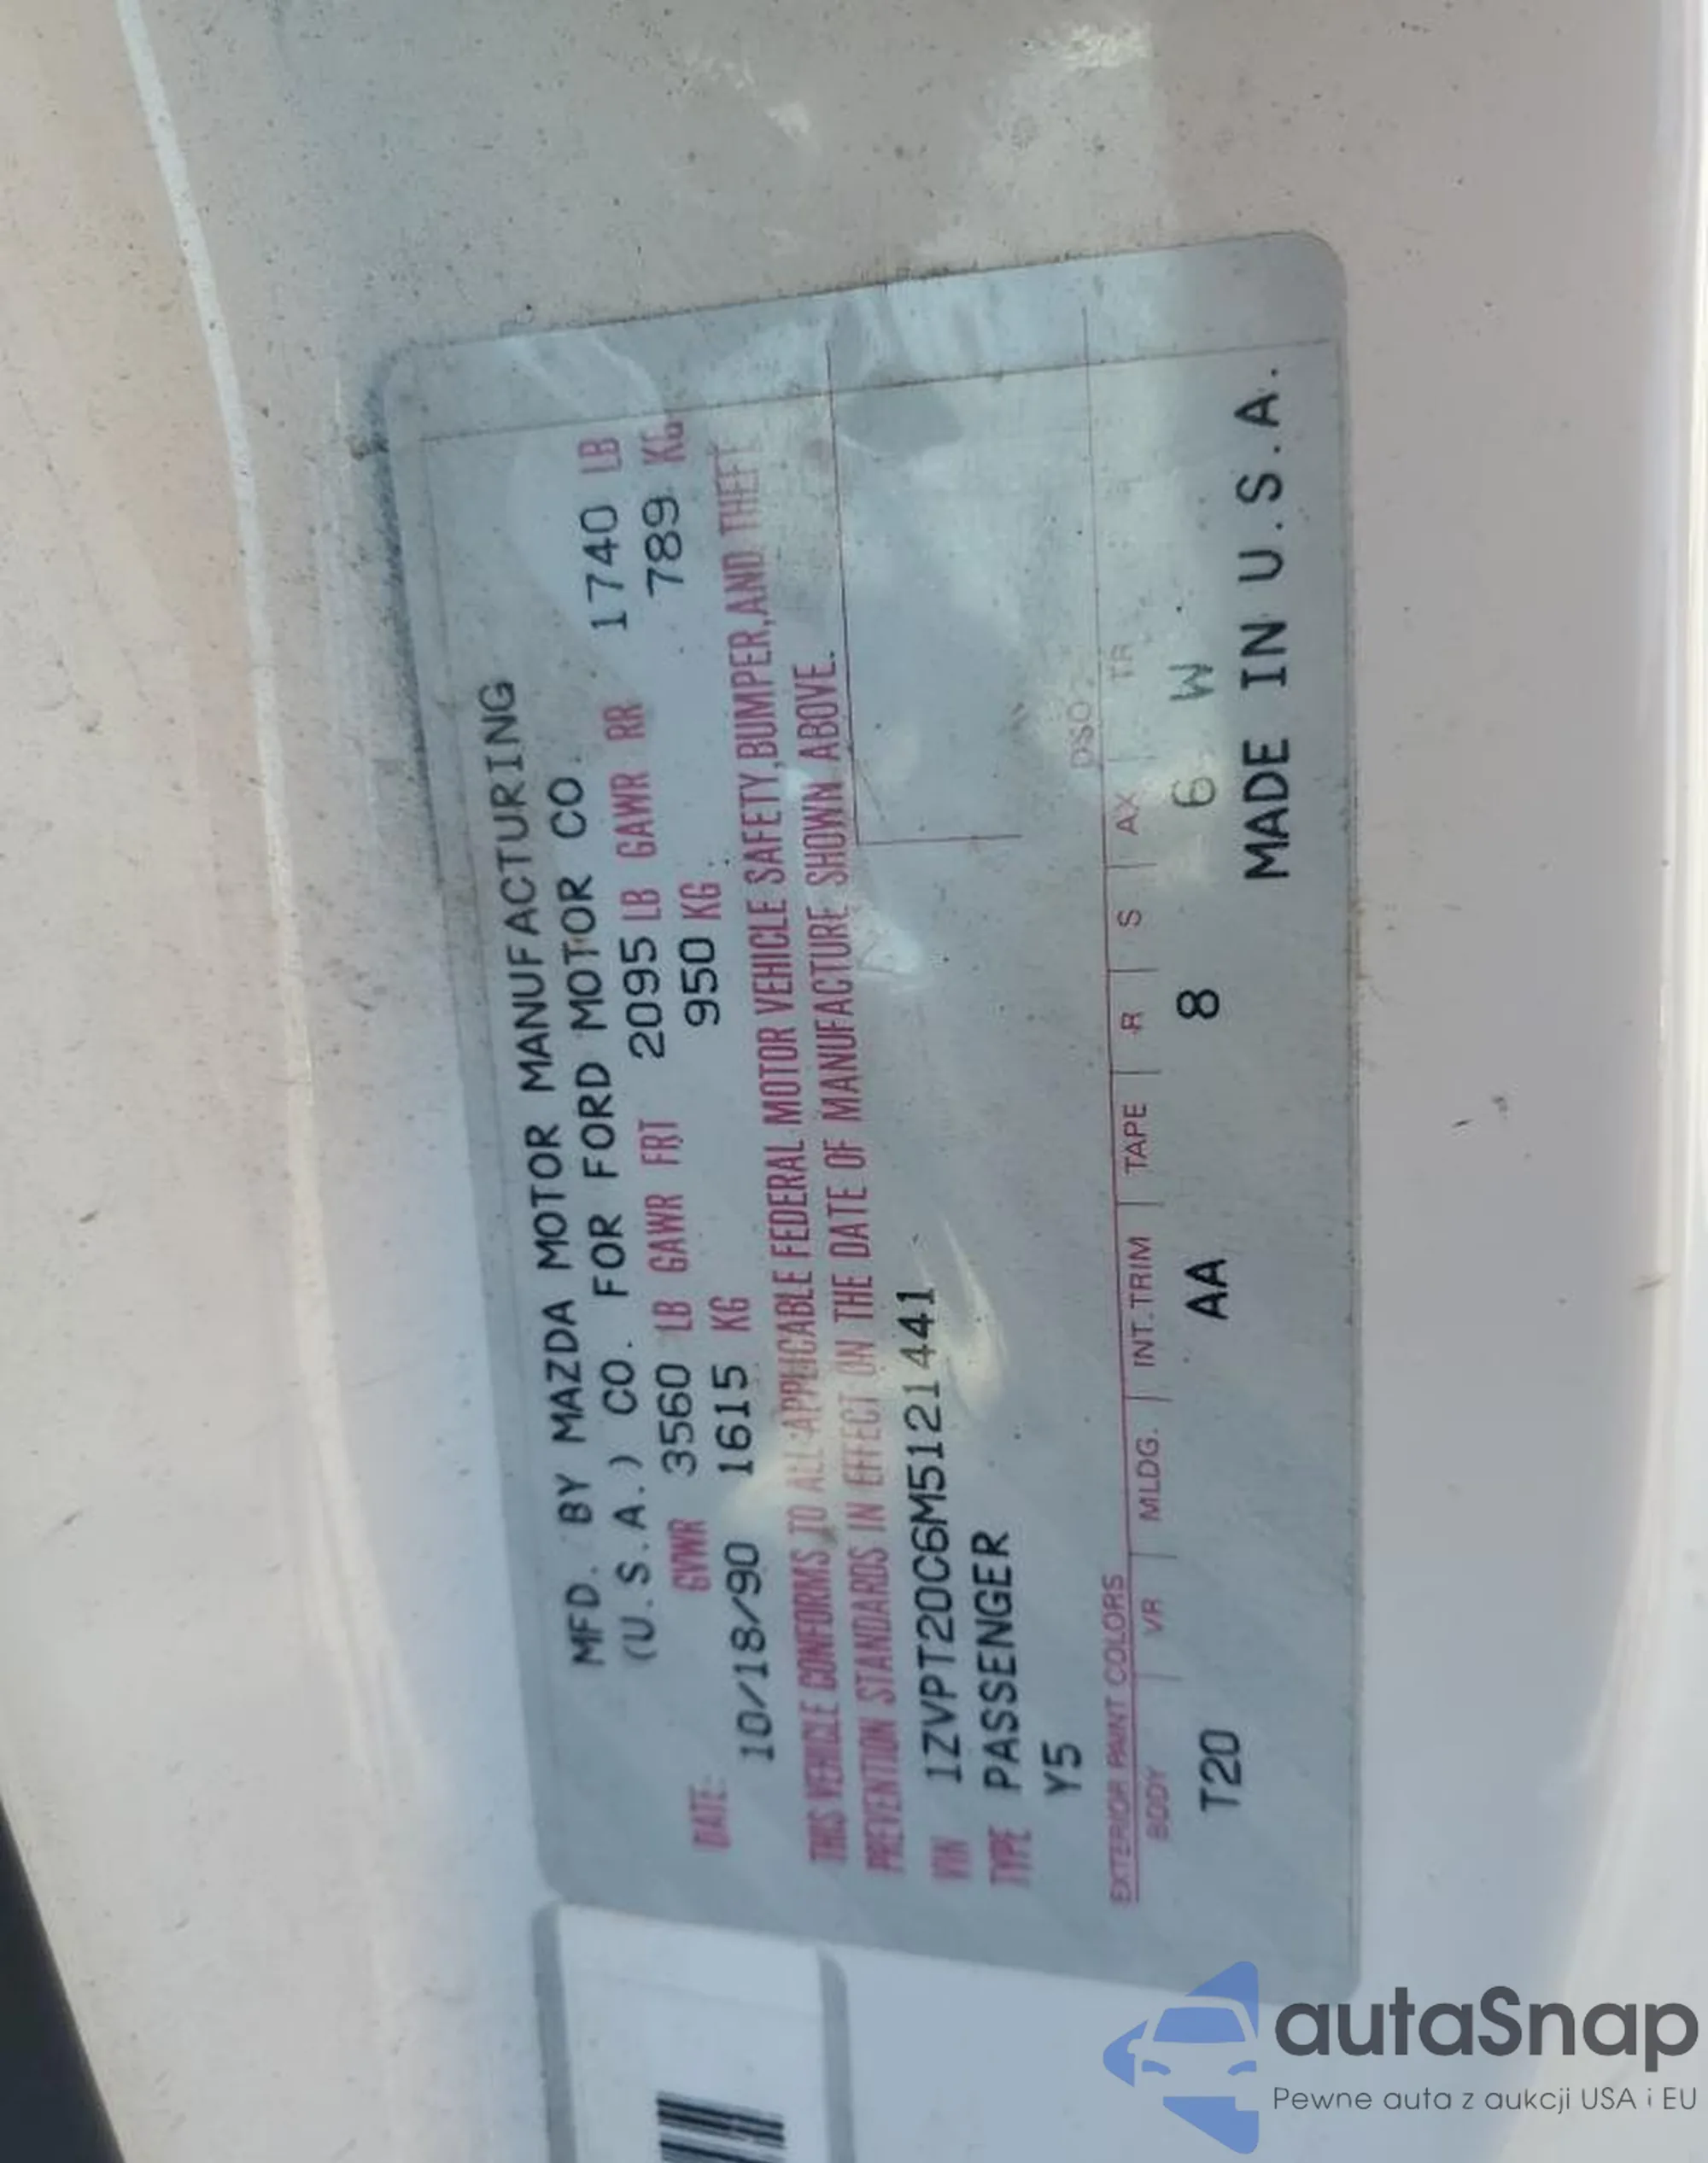 MFD. BY MAZDA MOTOR MANUFACTURING
(U.S.A.) CO. FOR FORD MOTOR CO.
GVWR 3560 LB GAWR FRT 2095 LB GAWR RR 1740 LB
DATE: 10/18/90 1615 KG 950 KG 789 KG
THIS VEHICLE CONFORMS TO ALL APPLICABLE FEDERAL MOTOR VEHICLE SAFETY, BUMPER, AND THEFT
PREVENTION STANDARDS IN EFFECT ON THE DATE OF MANUFACTURE SHOWN ABOVE.
VIN 1ZVPT20C6M5121441
TYPE PASSENGER
Y5
EXTERIOR PAINT COLORS DSO
BODY VR MLDG. INT. TRIM TAPE R S AX TR
T20 AA 8 6 W
MADE IN U.S.A.
autaSnap
Pewne auta z aukcji USA i EU